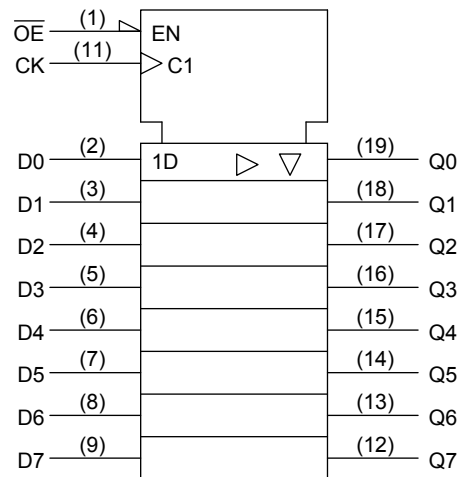 O̅E̅ (1) EN
CK (11) C1
D0 (2) 1D (19) Q0
D1 (3) (18) Q1
D2 (4) (17) Q2
D3 (5) (16) Q3
D4 (6) (15) Q4
D5 (7) (14) Q5
D6 (8) (13) Q6
D7 (9) (12) Q7